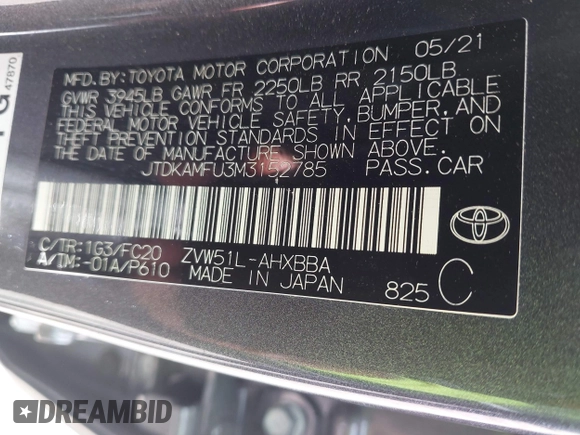 MFD.BY:TOYOTA MOTOR CORPORATION 05/21
GVWR 3945LB GAWR FR 2250LB RR 2150LB
THIS VEHICLE CONFORMS TO ALL APPLICABLE
FEDERAL MOTOR VEHICLE SAFETY,BUMPER,AND
THEFT PREVENTION STANDARDS IN EFFECT ON
THE DATE OF MANUFACTURE SHOWN ABOVE.
JTDKAMFU3M3152785 PASS.CAR
C/TR:1G3/FC20 ZVW51L-AHXBBA
A/TM:-01A/P610 MADE IN JAPAN 825 C
G 47870
DREAMBID